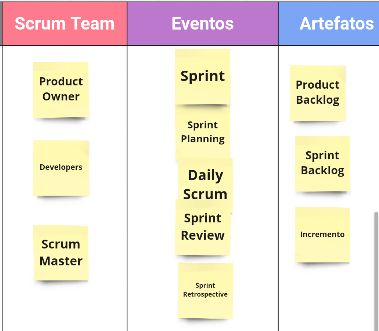 Scrum Team
Eventos
Artefatos
Product
Owner
Developers
Scrum
Master
Sprint
Sprint
Planning
Daily
Scrum
Sprint
Review
Sprint
Retrospective
Product
Backlog
Sprint
Backlog
Incremento